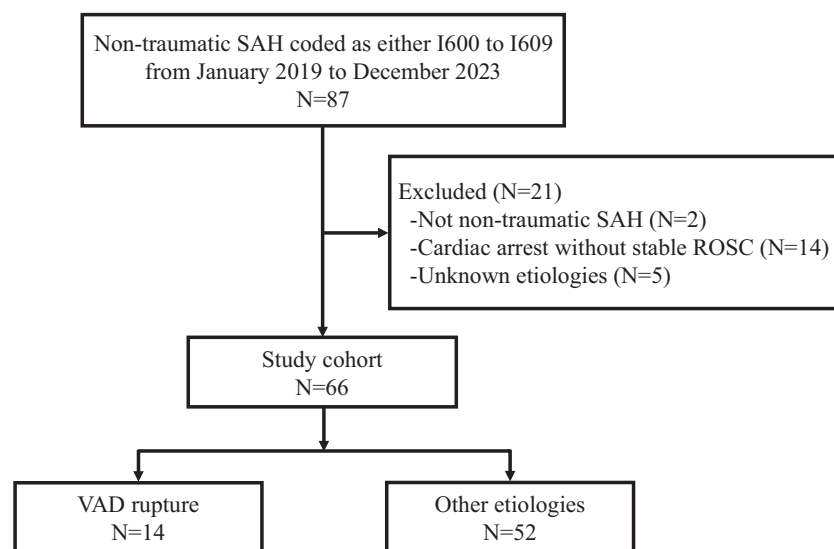 Non-traumatic SAH coded as either I600 to I609
from January 2019 to December 2023
N=87
Excluded (N=21)
-Not non-traumatic SAH (N=2)
-Cardiac arrest without stable ROSC (N=14)
-Unknown etiologies (N=5)
Study cohort
N=66
VAD rupture
N=14
Other etiologies
N=52